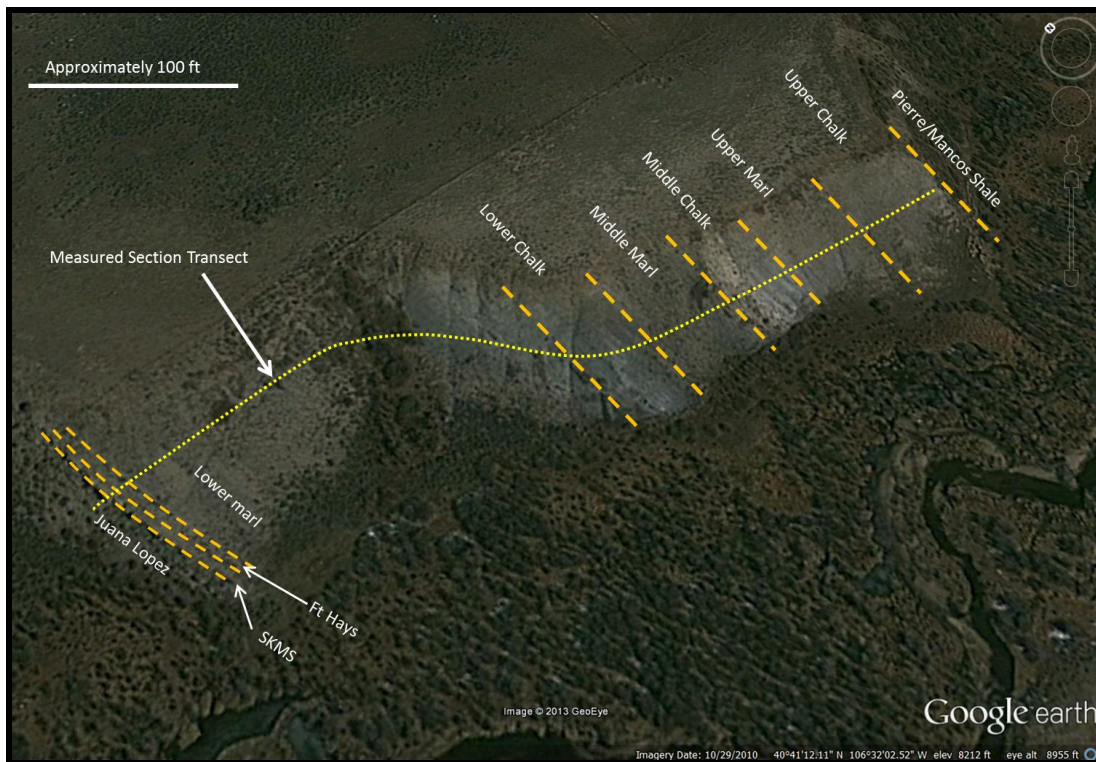 Approximately 100 ft
Pierre/Mancos Shale
Upper Chalk
Upper Marl
Middle Chalk
Middle Marl
Lower Chalk
Measured Section Transect
Lower marl
Juana Lopez
Ft Hays
SKMS
Image © 2013 GeoEye
Google earth
Imagery Date: 10/29/2010 40°41'12.11" N 106°32'02.52" W elev 8212 ft eye alt 8955 ft